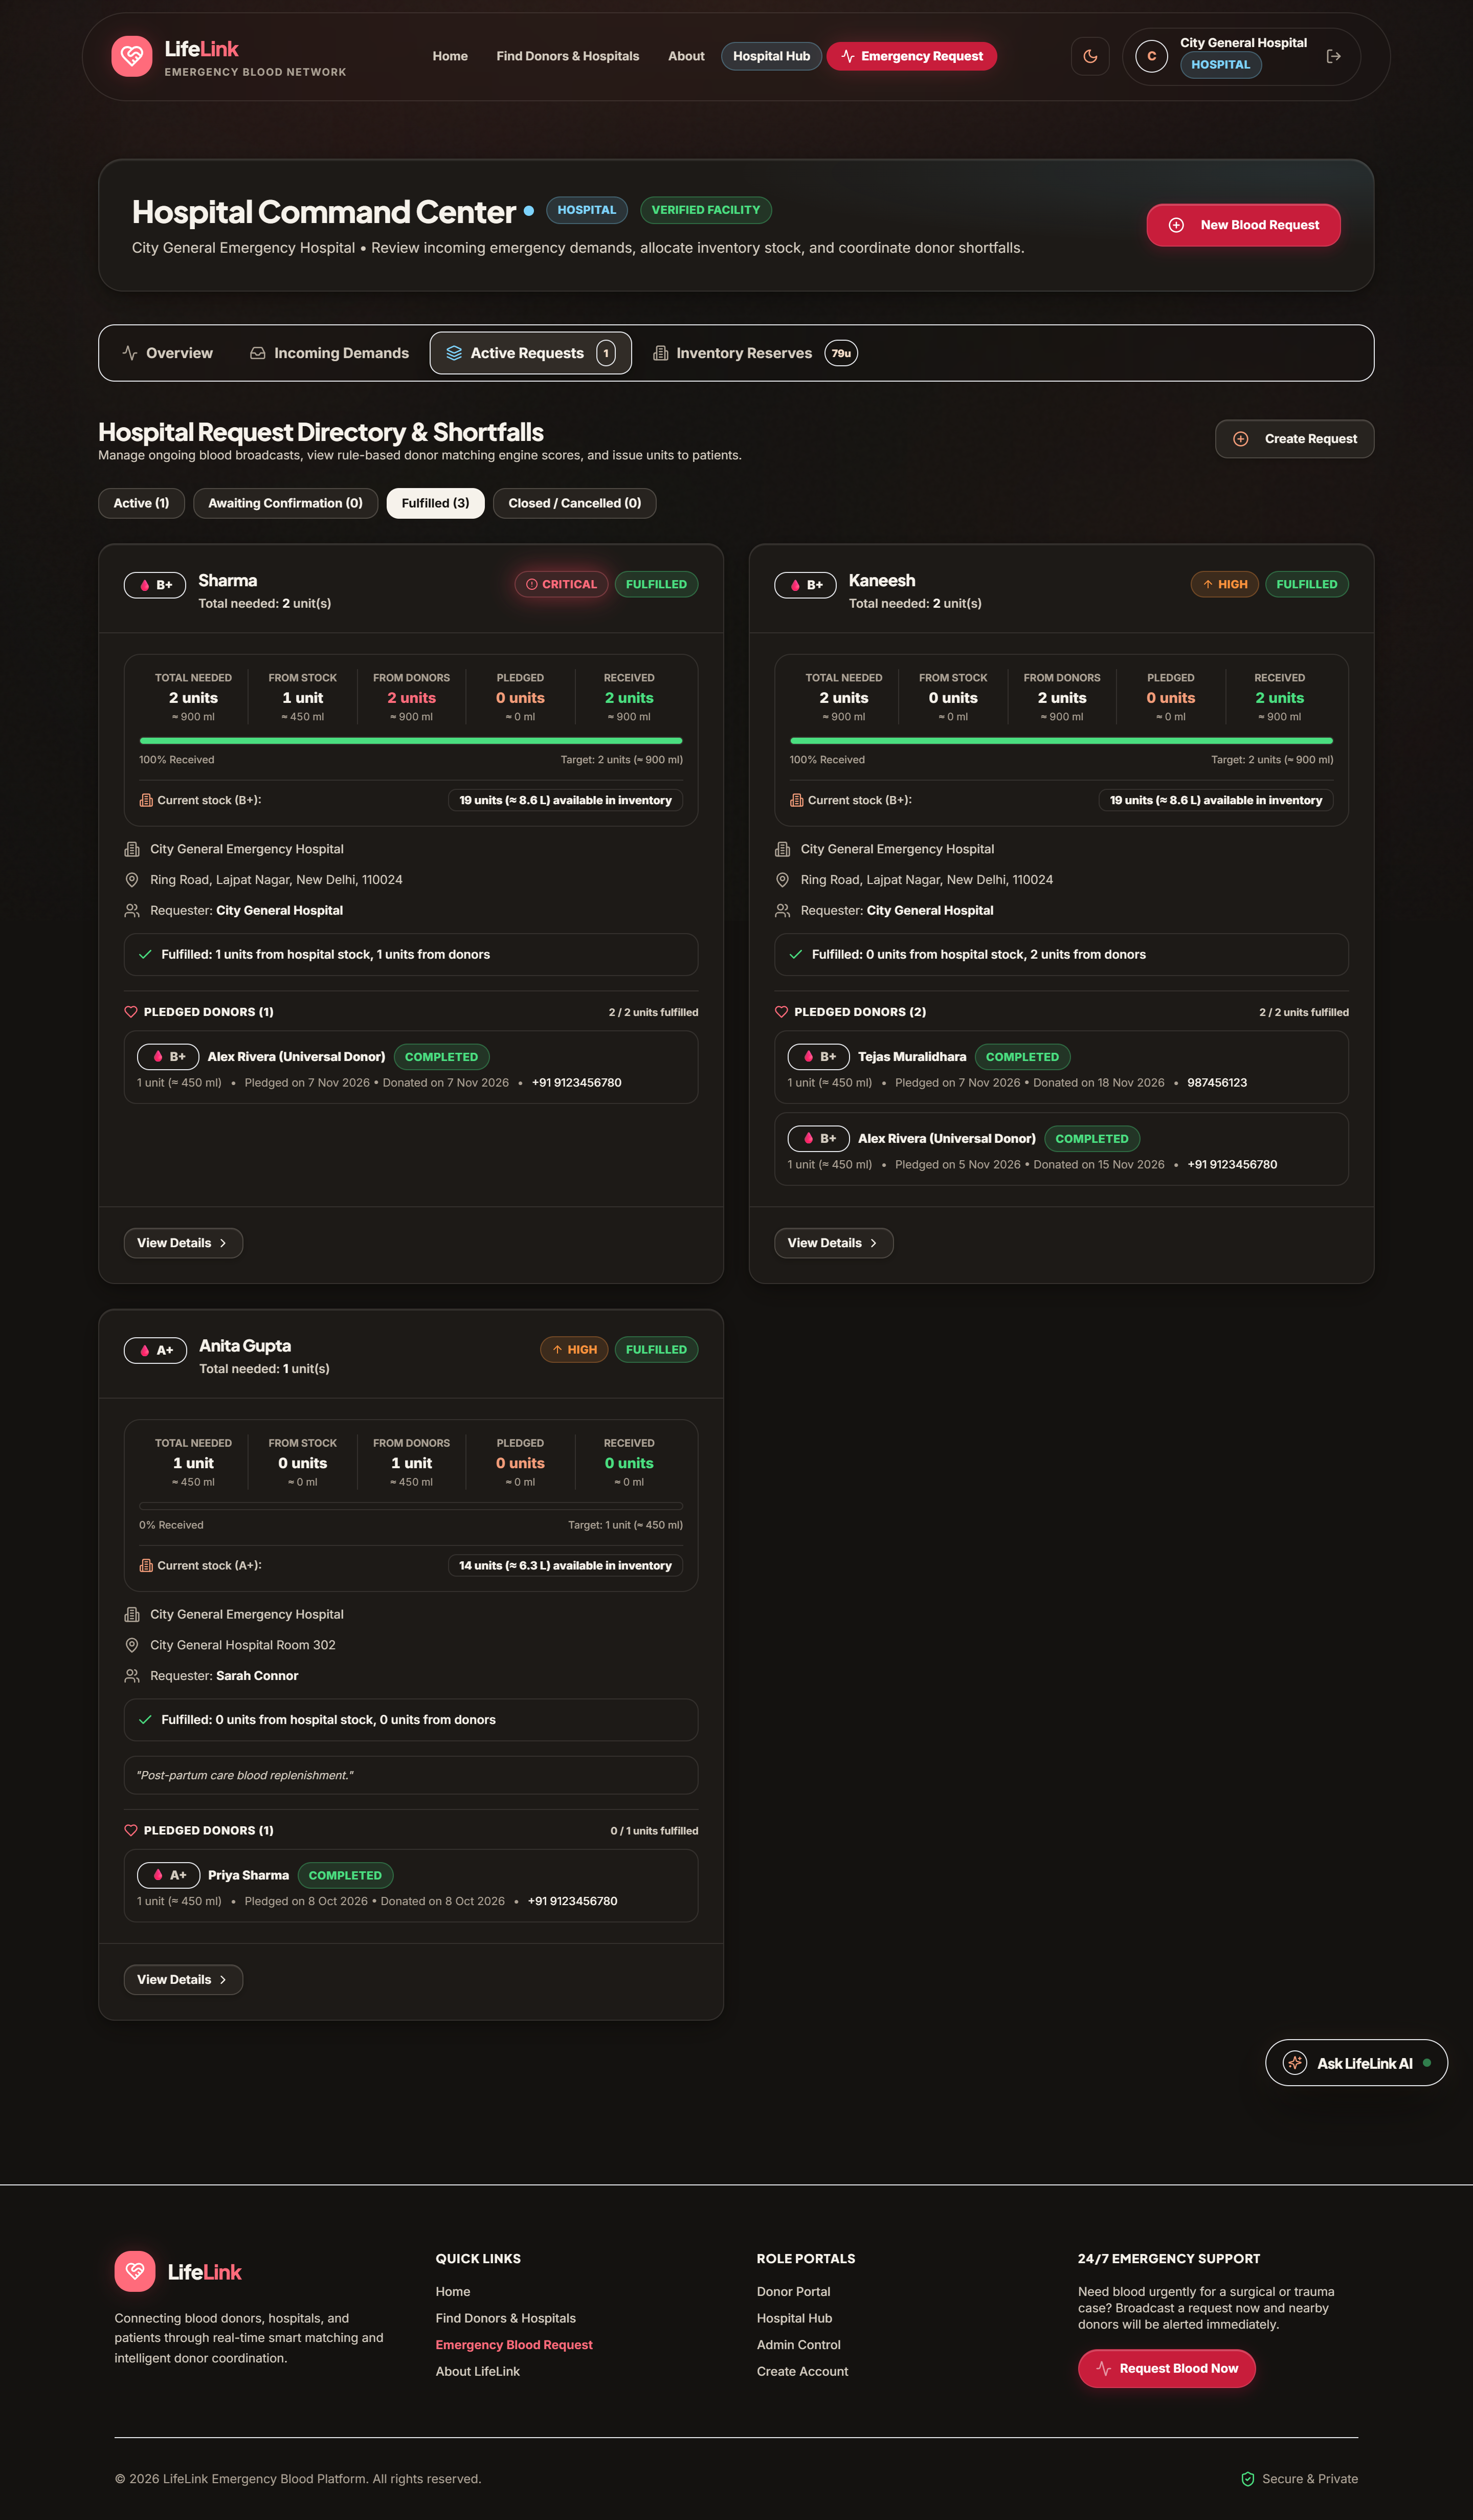 LifeLink
EMERGENCY BLOOD NETWORK
Home
Find Donors & Hospitals
About
Hospital Hub
Emergency Request
C
City General Hospital
HOSPITAL
Hospital Command Center
HOSPITAL
VERIFIED FACILITY
City General Emergency Hospital • Review incoming emergency demands, allocate inventory stock, and coordinate donor shortfalls.
New Blood Request
Overview
Incoming Demands
Active Requests 1
Inventory Reserves 79u
Hospital Request Directory & Shortfalls
Manage ongoing blood broadcasts, view rule-based donor matching engine scores, and issue units to patients.
Create Request
Active (1)
Awaiting Confirmation (0)
Fulfilled (3)
Closed / Cancelled (0)
B+
Sharma
Total needed: 2 unit(s)
CRITICAL
FULFILLED
TOTAL NEEDED
2 units
≈ 900 ml
FROM STOCK
1 unit
≈ 450 ml
FROM DONORS
2 units
≈ 900 ml
PLEDGED
0 units
≈ 0 ml
RECEIVED
2 units
≈ 900 ml
100% Received
Target: 2 units (≈ 900 ml)
Current stock (B+):
19 units (≈ 8.6 L) available in inventory
City General Emergency Hospital
Ring Road, Lajpat Nagar, New Delhi, 110024
Requester: City General Hospital
Fulfilled: 1 units from hospital stock, 1 units from donors
PLEDGED DONORS (1)
2 / 2 units fulfilled
B+
Alex Rivera (Universal Donor)
COMPLETED
1 unit (≈ 450 ml) • Pledged on 7 Nov 2026 • Donated on 7 Nov 2026 • +91 9123456780
View Details
B+
Kaneesh
Total needed: 2 unit(s)
HIGH
FULFILLED
TOTAL NEEDED
2 units
≈ 900 ml
FROM STOCK
0 units
≈ 0 ml
FROM DONORS
2 units
≈ 900 ml
PLEDGED
0 units
≈ 0 ml
RECEIVED
2 units
≈ 900 ml
100% Received
Target: 2 units (≈ 900 ml)
Current stock (B+):
19 units (≈ 8.6 L) available in inventory
City General Emergency Hospital
Ring Road, Lajpat Nagar, New Delhi, 110024
Requester: City General Hospital
Fulfilled: 0 units from hospital stock, 2 units from donors
PLEDGED DONORS (2)
2 / 2 units fulfilled
B+
Tejas Muralidhara
COMPLETED
1 unit (≈ 450 ml) • Pledged on 7 Nov 2026 • Donated on 18 Nov 2026 • 987456123
B+
Alex Rivera (Universal Donor)
COMPLETED
1 unit (≈ 450 ml) • Pledged on 5 Nov 2026 • Donated on 15 Nov 2026 • +91 9123456780
View Details
A+
Anita Gupta
Total needed: 1 unit(s)
HIGH
FULFILLED
TOTAL NEEDED
1 unit
≈ 450 ml
FROM STOCK
0 units
≈ 0 ml
FROM DONORS
1 unit
≈ 450 ml
PLEDGED
0 units
≈ 0 ml
RECEIVED
0 units
≈ 0 ml
0% Received
Target: 1 unit (≈ 450 ml)
Current stock (A+):
14 units (≈ 6.3 L) available in inventory
City General Emergency Hospital
City General Hospital Room 302
Requester: Sarah Connor
Fulfilled: 0 units from hospital stock, 0 units from donors
"Post-partum care blood replenishment."
PLEDGED DONORS (1)
0 / 1 units fulfilled
A+
Priya Sharma
COMPLETED
1 unit (≈ 450 ml) • Pledged on 8 Oct 2026 • Donated on 8 Oct 2026 • +91 9123456780
View Details
Ask LifeLink AI
LifeLink
Connecting blood donors, hospitals, and
patients through real-time smart matching and
intelligent donor coordination.
QUICK LINKS
Home
Find Donors & Hospitals
Emergency Blood Request
About LifeLink
ROLE PORTALS
Donor Portal
Hospital Hub
Admin Control
Create Account
24/7 EMERGENCY SUPPORT
Need blood urgently for a surgical or trauma
case? Broadcast a request now and nearby
donors will be alerted immediately.
Request Blood Now
© 2026 LifeLink Emergency Blood Platform. All rights reserved.
Secure & Private